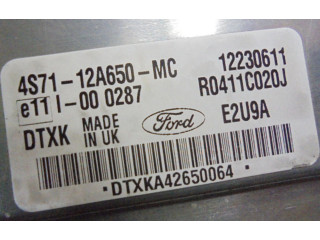 4S71-12A650-MC 12230611
e11 I-00 0287 R0411C020J
DTXK MADE IN UK Ford E2U9A
DTXKA42650064